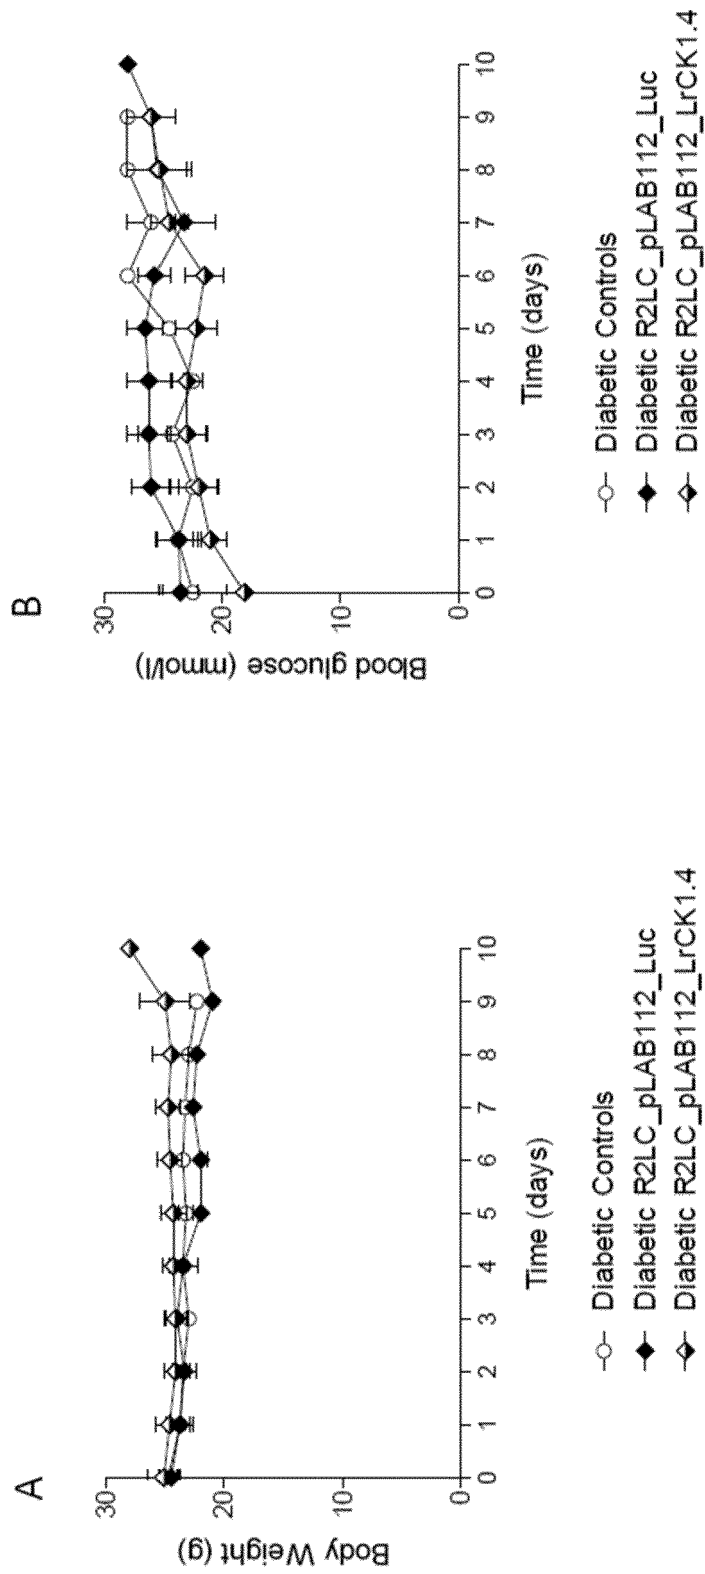 A
30
20
10
0
Body Weight (g)
0 1 2 3 4 5 6 7 8 9 10
Time (days)
Diabetic Controls
Diabetic R2LC_pLAB112_Luc
Diabetic R2LC_pLAB112_LrCK1.4
B
30
20
10
0
Blood glucose (mmol/l)
0 1 2 3 4 5 6 7 8 9 10
Time (days)
Diabetic Controls
Diabetic R2LC_pLAB112_Luc
Diabetic R2LC_pLAB112_LrCK1.4